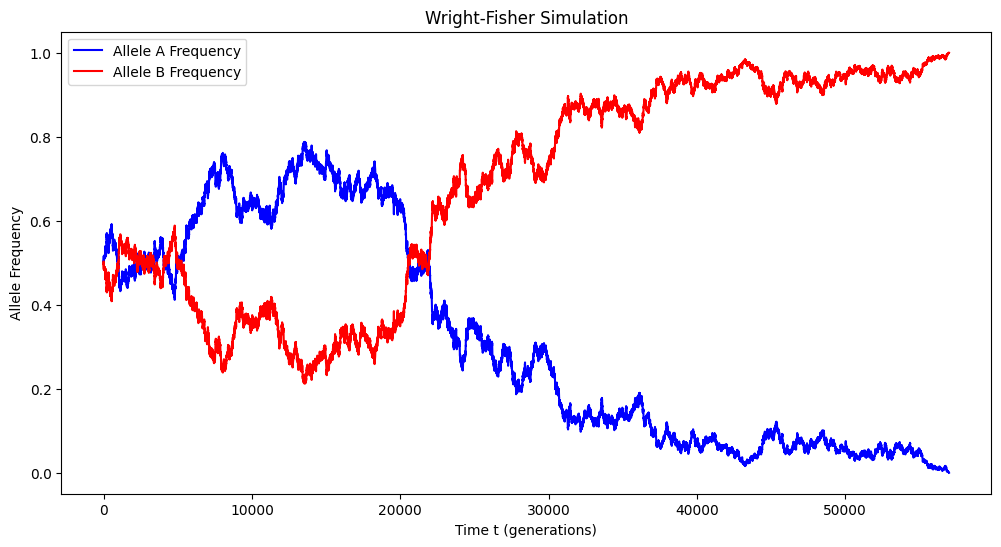 Wright-Fisher Simulation
Allele A Frequency
Allele B Frequency
Allele Frequency
1.0
0.8
0.6
0.4
0.2
0.0
0
10000
20000
30000
40000
50000
Time t (generations)